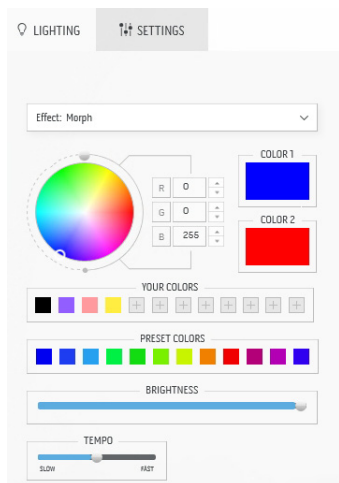 LIGHTING
SETTINGS
Effect: Morph
COLOR 1
R 0
G 0
B 255
COLOR 2
YOUR COLORS
PRESET COLORS
BRIGHTNESS
TEMPO
SLOW FAST